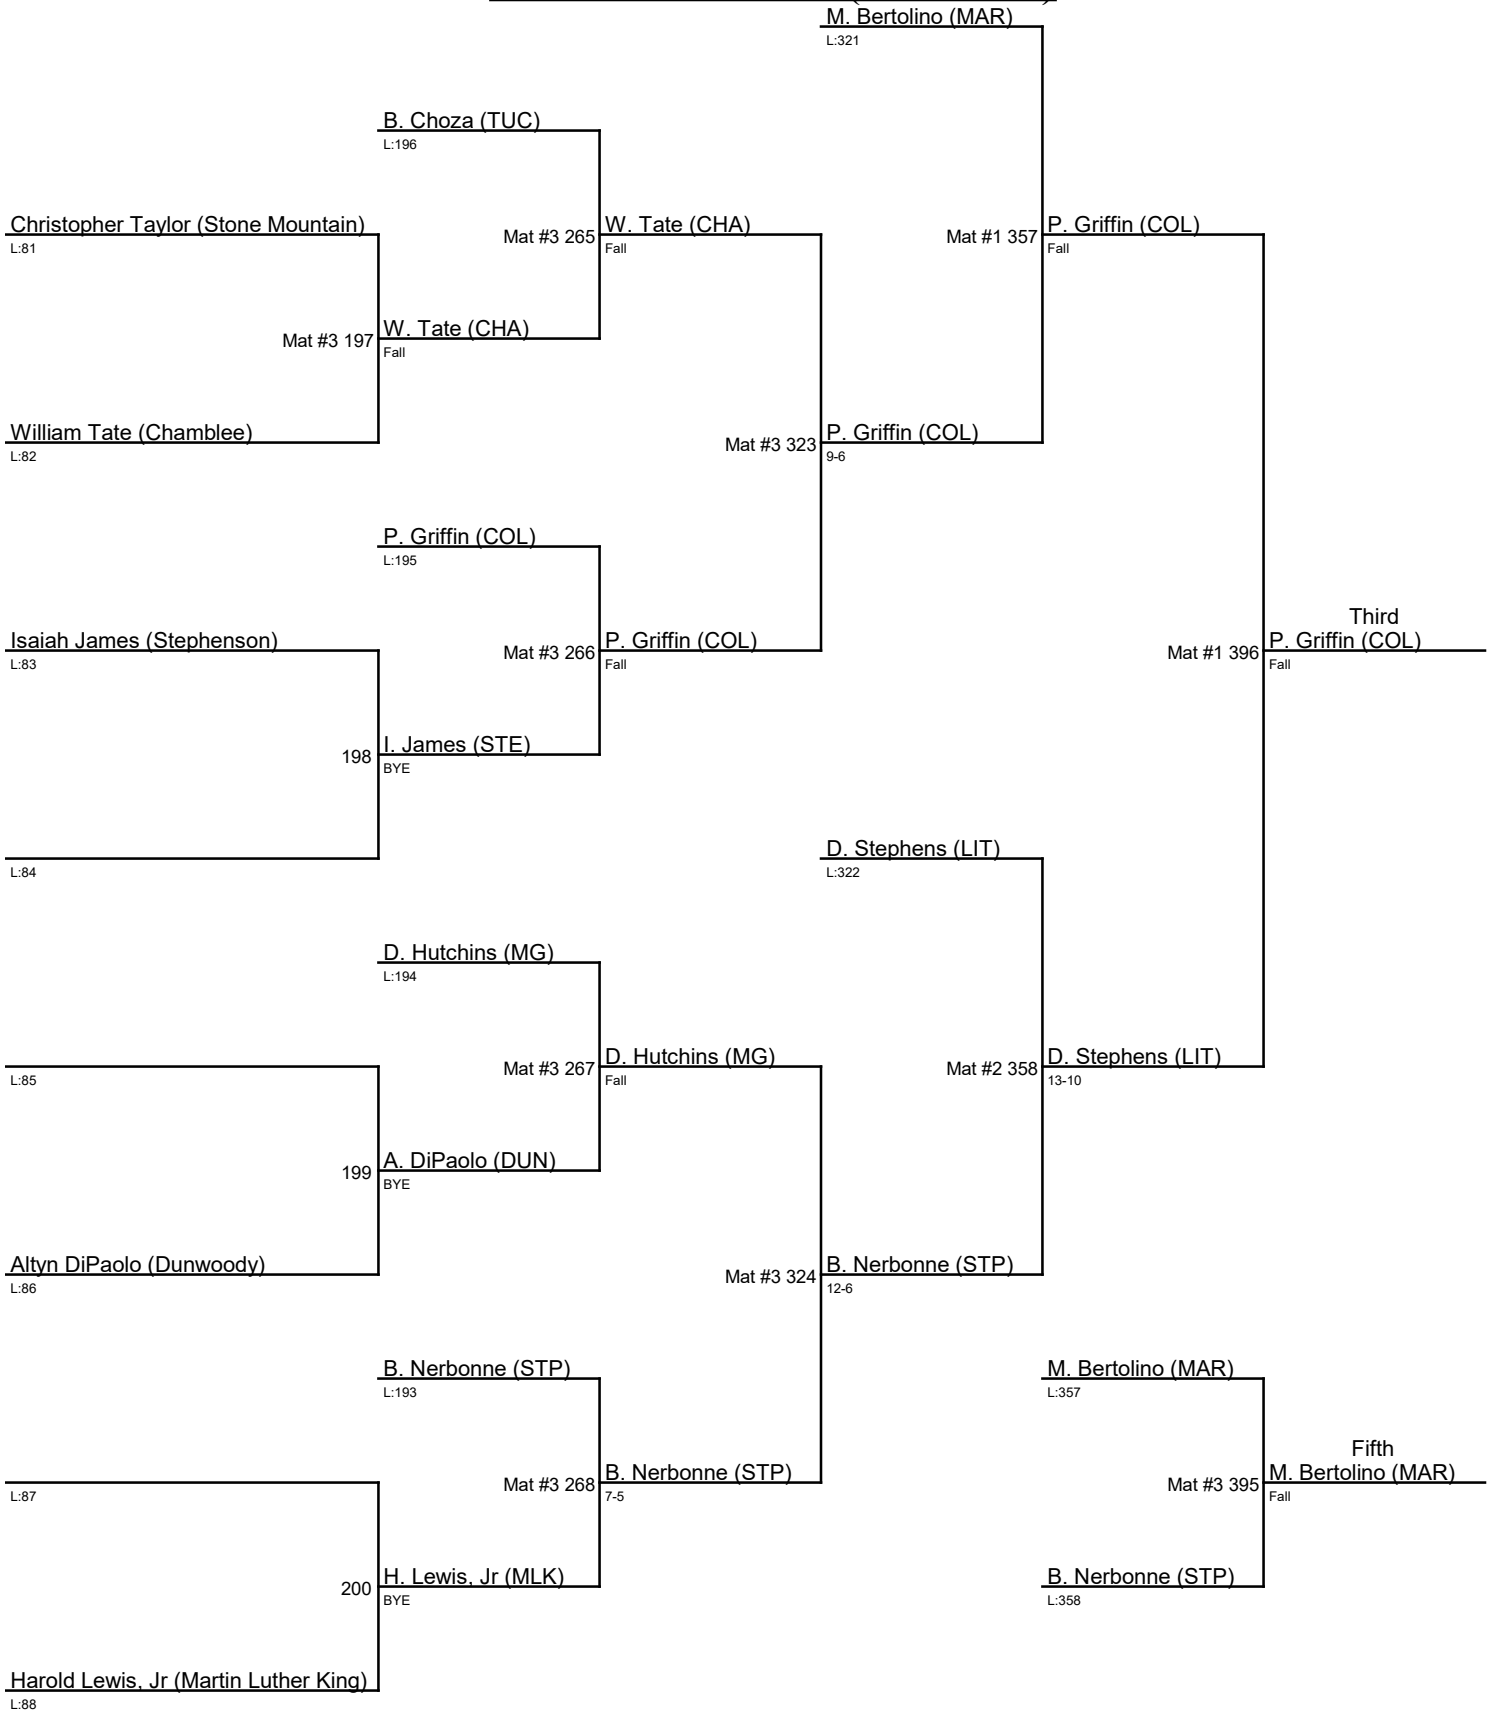 M. Bertolino (MAR)
L:321
B. Choza (TUC)
L:196
Christopher Taylor (Stone Mountain)
L:81
Mat #3 265
W. Tate (CHA)
Fall
Mat #1 357
P. Griffin (COL)
Fall
Mat #3 197
W. Tate (CHA)
Fall
William Tate (Chamblee)
L:82
Mat #3 323
P. Griffin (COL)
9-6
P. Griffin (COL)
L:195
Isaiah James (Stephenson)
L:83
Mat #3 266
P. Griffin (COL)
Fall
Third
Mat #1 396
P. Griffin (COL)
Fall
198
I. James (STE)
BYE
L:84
D. Stephens (LIT)
L:322
D. Hutchins (MG)
L:194
L:85
Mat #3 267
D. Hutchins (MG)
Fall
Mat #2 358
D. Stephens (LIT)
13-10
199
A. DiPaolo (DUN)
BYE
Altyn DiPaolo (Dunwoody)
L:86
Mat #3 324
B. Nerbonne (STP)
12-6
B. Nerbonne (STP)
L:193
M. Bertolino (MAR)
L:357
L:87
Mat #3 268
B. Nerbonne (STP)
7-5
Fifth
Mat #3 395
M. Bertolino (MAR)
Fall
200
H. Lewis, Jr (MLK)
BYE
B. Nerbonne (STP)
L:358
Harold Lewis, Jr (Martin Luther King)
L:88